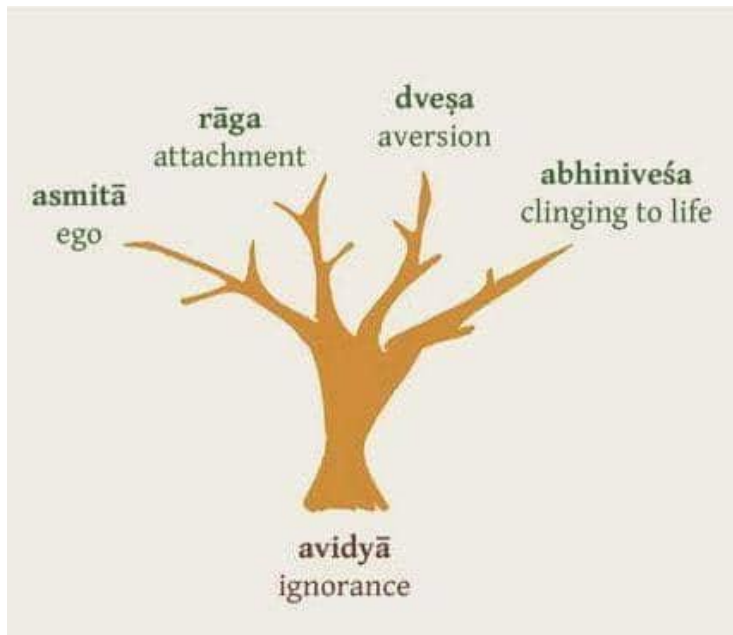 asmitā
ego
rāga
attachment
dveṣa
aversion
abhiniveśa
clinging to life
avidyā
ignorance